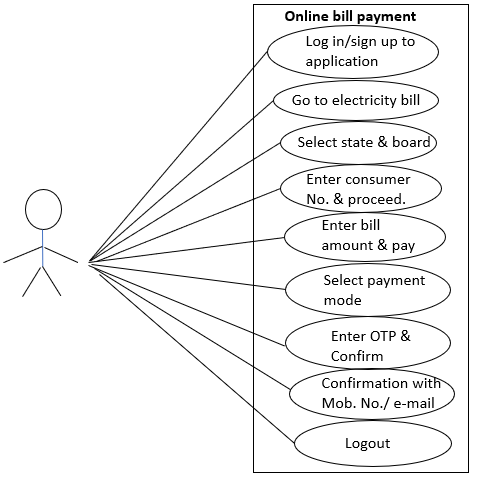 Online bill payment
Log in/sign up to
application
Go to electricity bill
Select state & board
Enter consumer
No. & proceed.
Enter bill
amount & pay
Select payment
mode
Enter OTP &
Confirm
Confirmation with
Mob. No./ e-mail
Logout